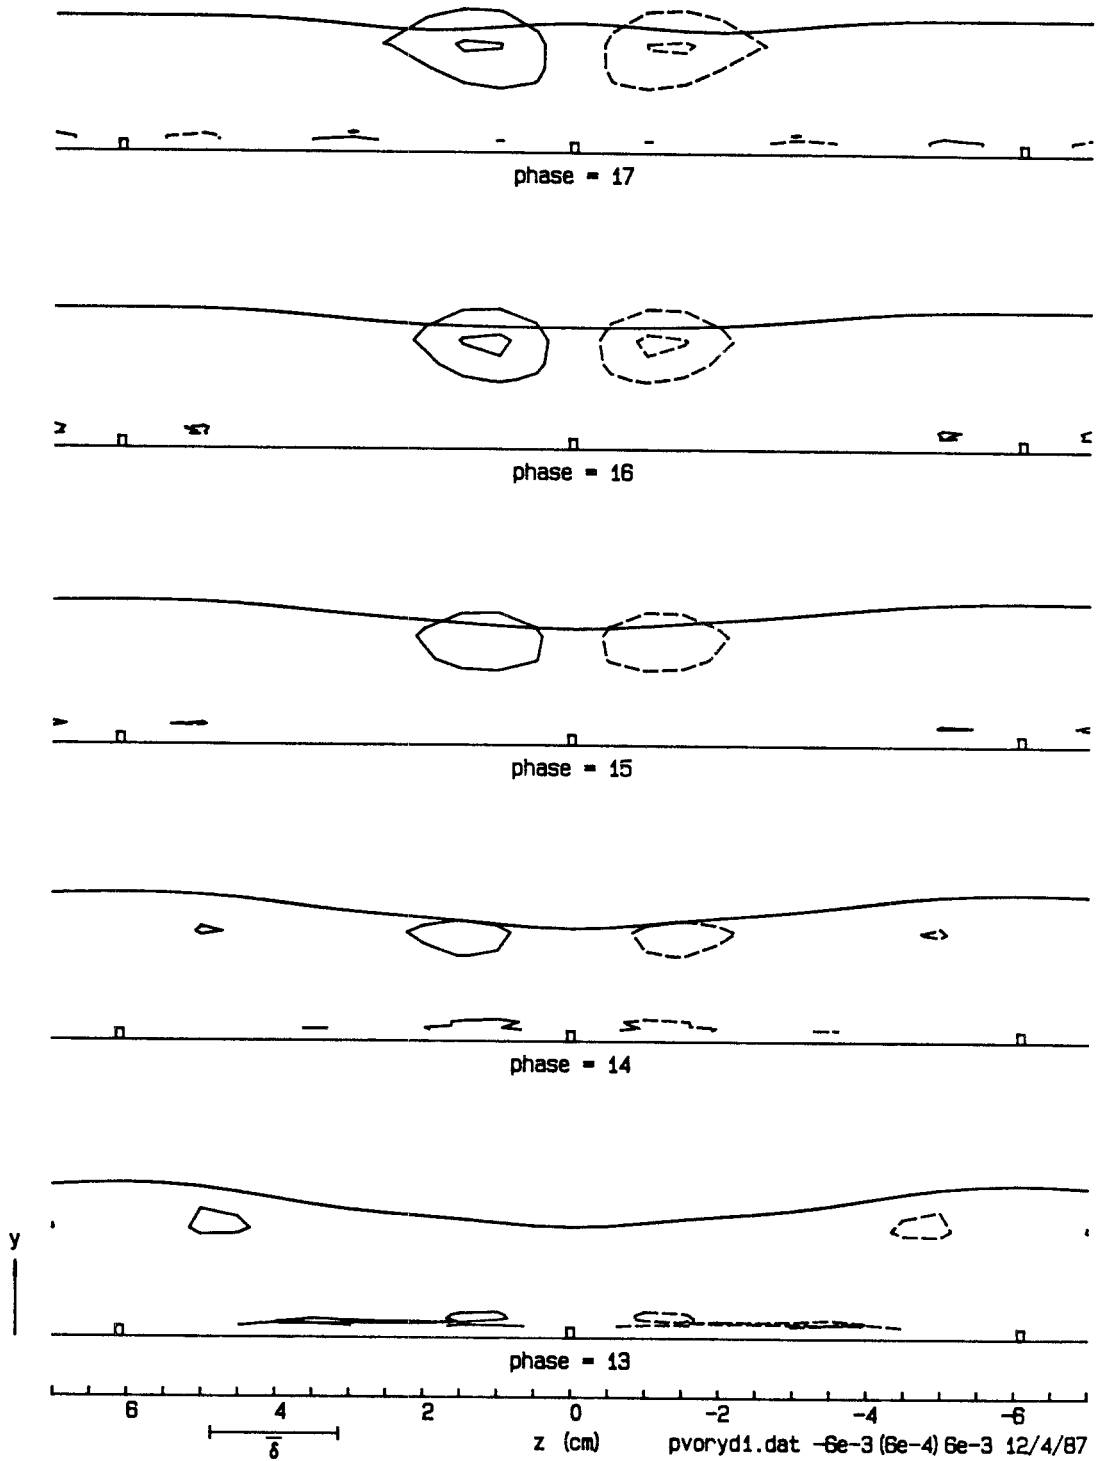 phase = 17
phase = 16
phase = 15
phase = 14
y
phase = 13
6 4 2 0 -2 -4 -6
δ̅ z (cm) pvoryd1.dat -6e-3 (6e-4) 6e-3 12/4/87